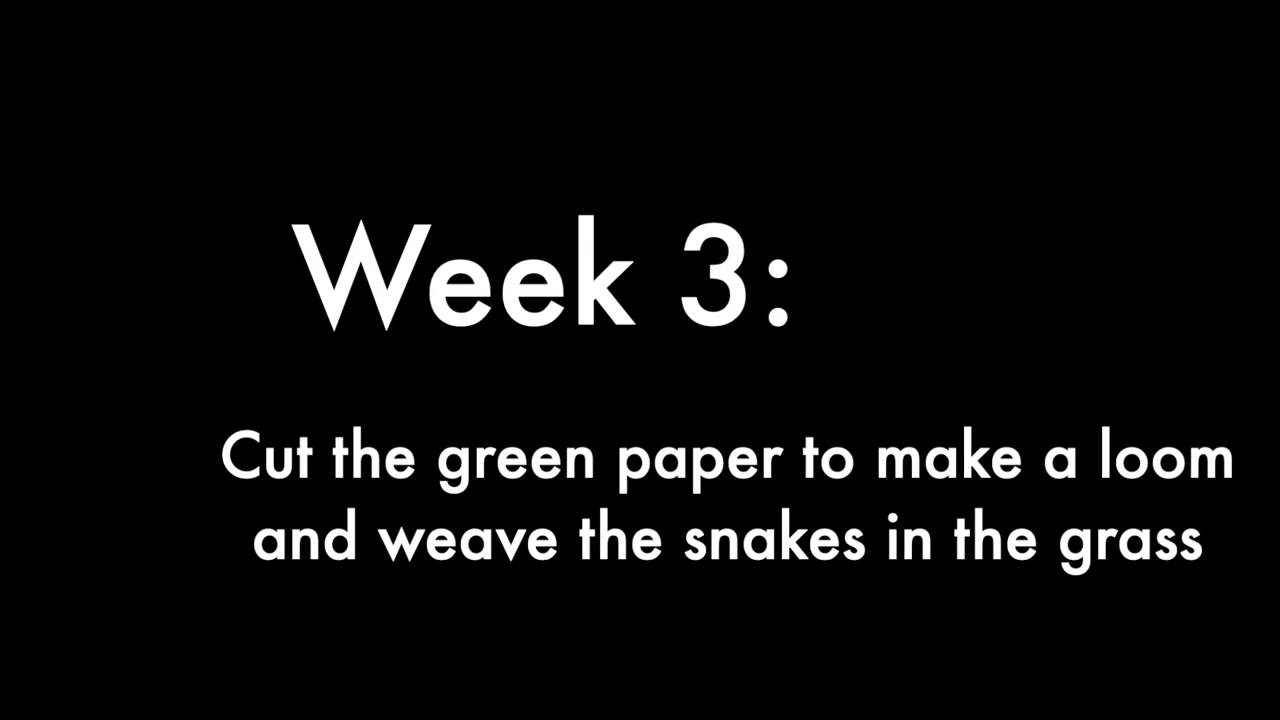 Week 3:
Cut the green paper to make a loom
and weave the snakes in the grass